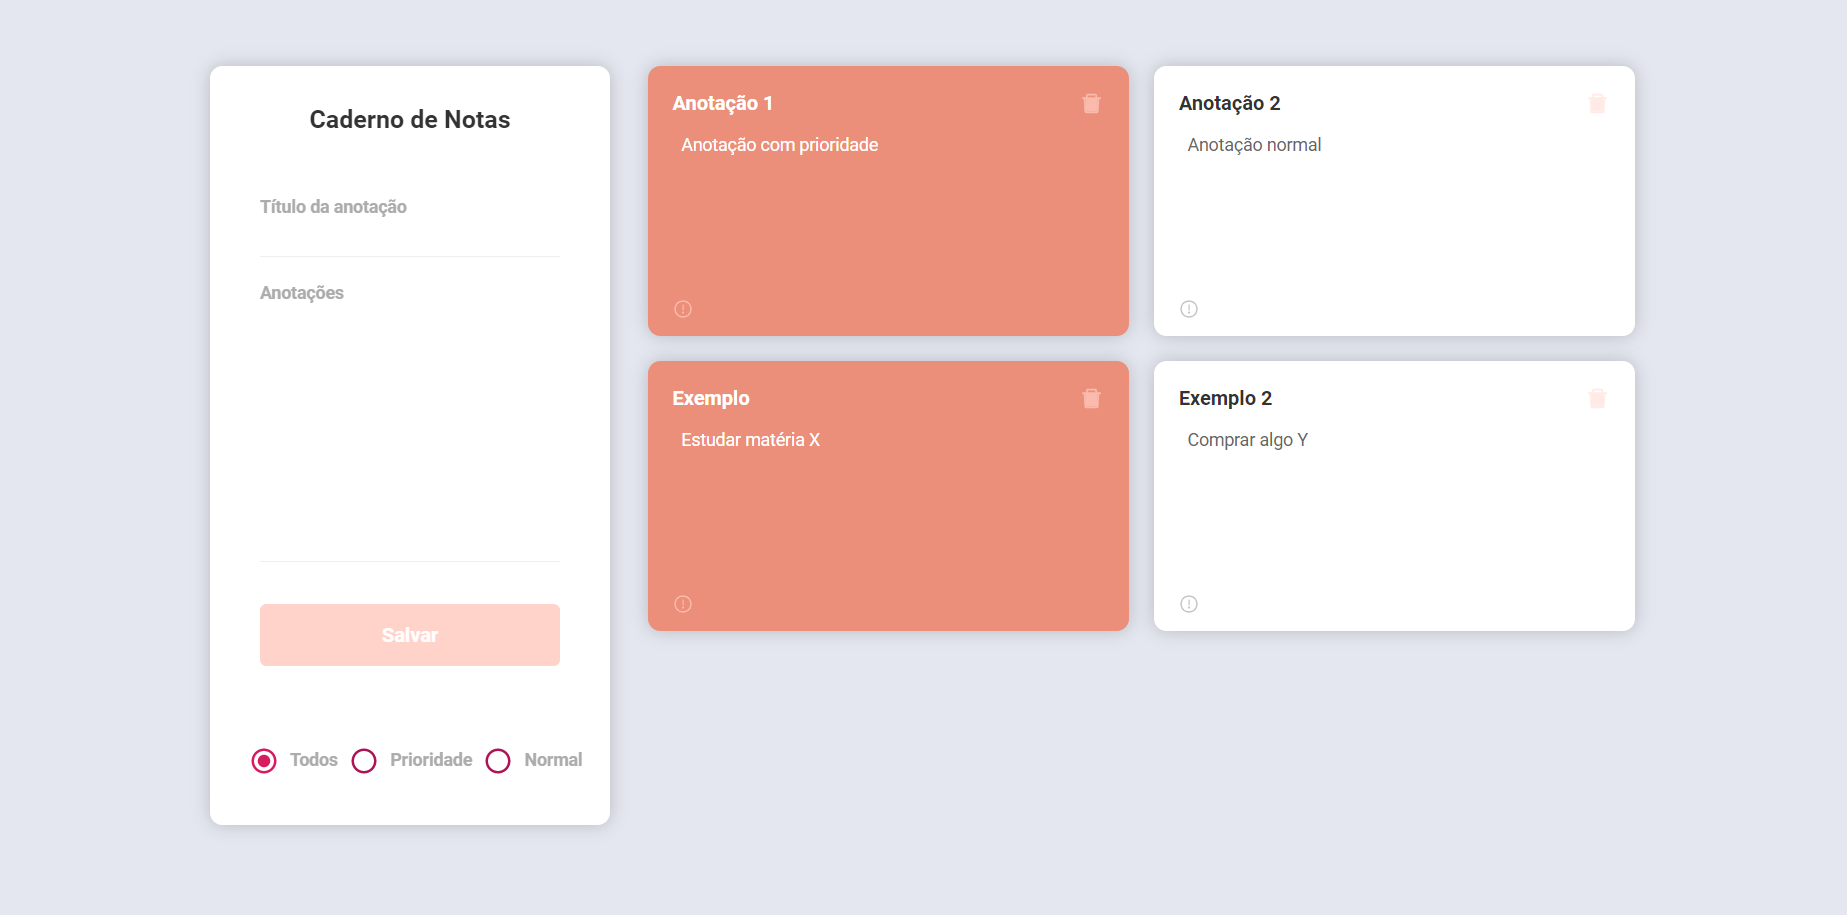 Caderno de Notas
Título da anotação
Anotações
Salvar
Todos Prioridade Normal
Anotação 1
Anotação com prioridade
Anotação 2
Anotação normal
Exemplo
Estudar matéria X
Exemplo 2
Comprar algo Y